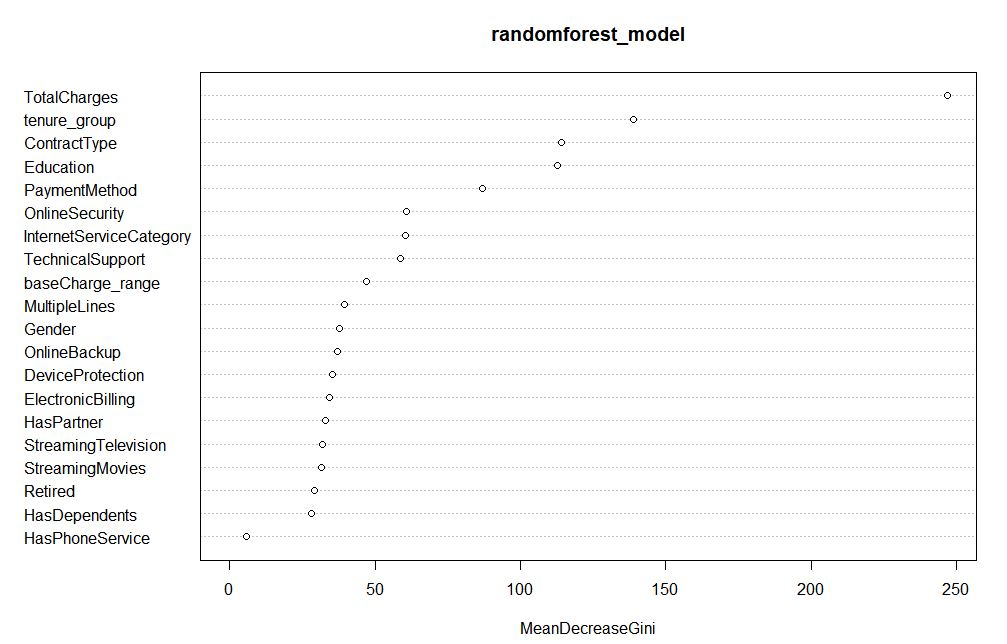 randomforest_model
TotalCharges
tenure_group
ContractType
Education
PaymentMethod
OnlineSecurity
InternetServiceCategory
TechnicalSupport
baseCharge_range
MultipleLines
Gender
OnlineBackup
DeviceProtection
ElectronicBilling
HasPartner
StreamingTelevision
StreamingMovies
Retired
HasDependents
HasPhoneService
0 50 100 150 200 250
MeanDecreaseGini